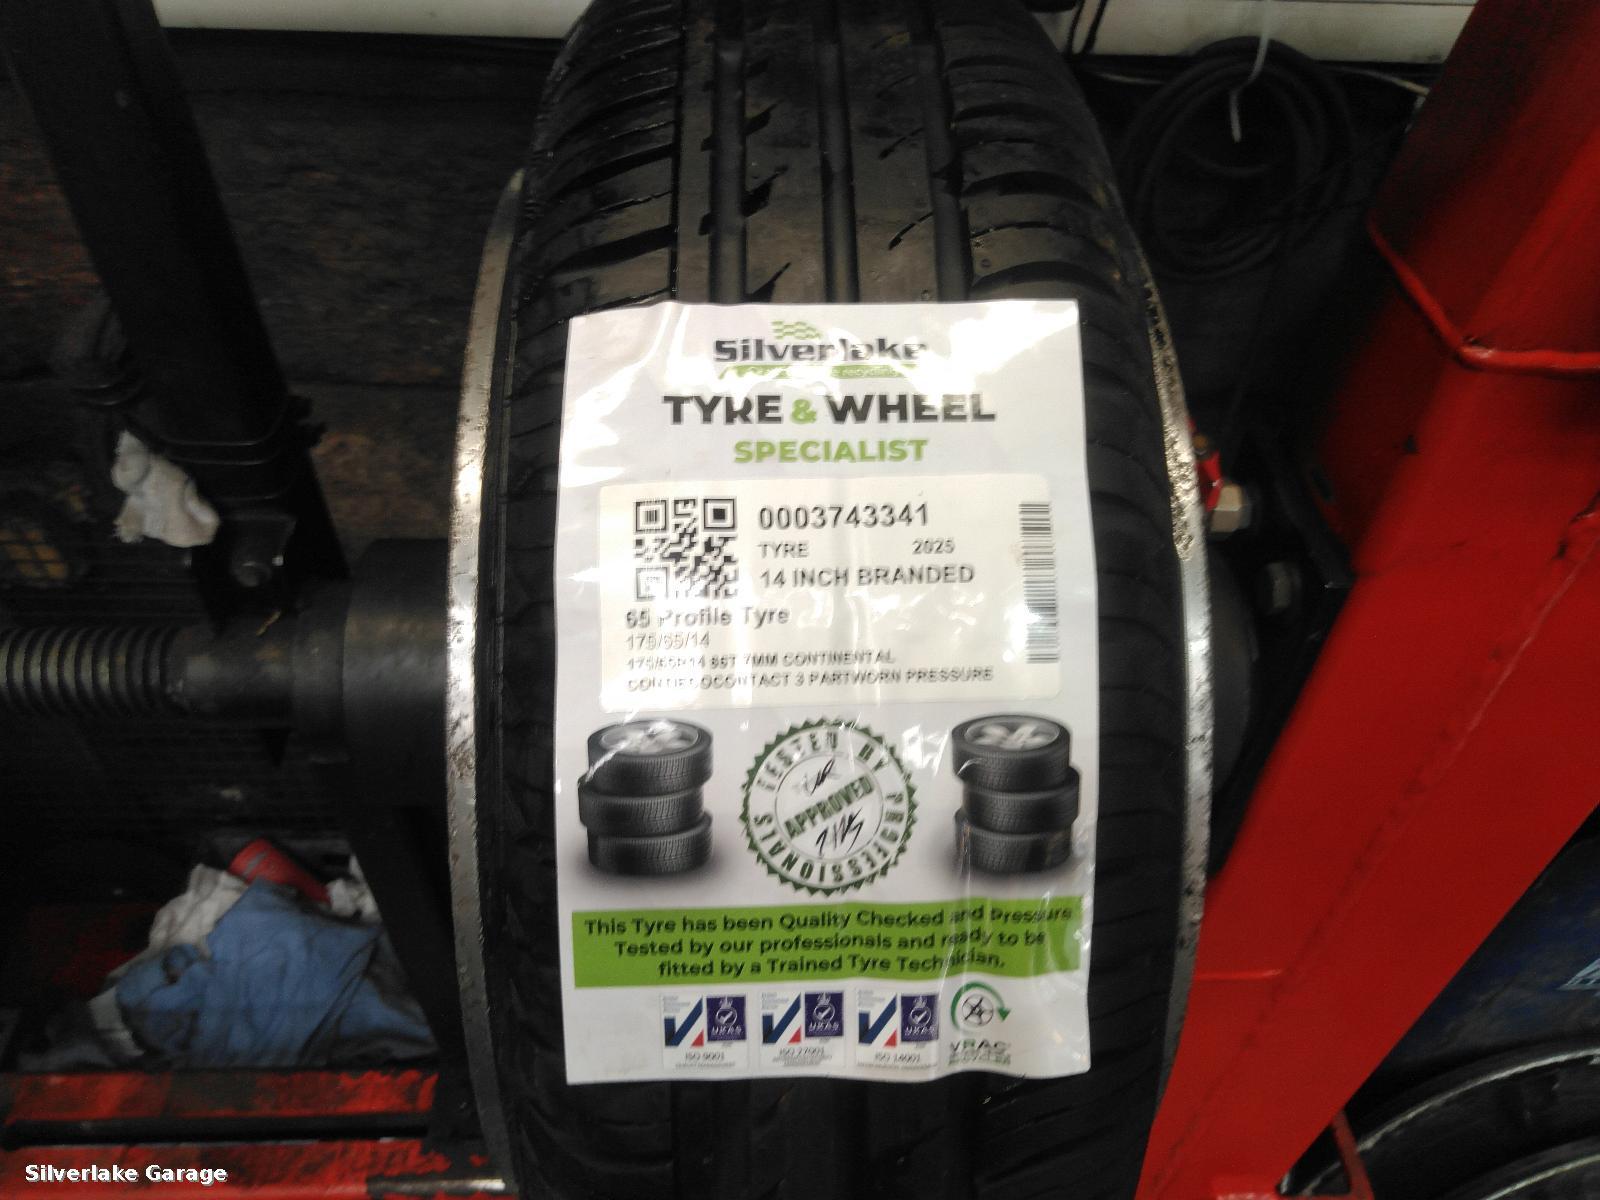 Silverlake
TYRE & WHEEL
SPECIALIST
0003743341
TYRE 2025
14 INCH BRANDED
65 Profile Tyre
175/65/14
175/65R14 86T 7MM CONTINENTAL
CONTIECOCONTACT 3 PARTWORN PRESSURE
TESTED BY PROFESSIONALS
APPROVED
This Tyre has been Quality Checked and Pressure
Tested by our professionals and ready to be
fitted by a Trained Tyre Technician.
UKAS UKAS UKAS
ISO 9001 ISO 27001 ISO 14001
VRAC
Silverlake Garage